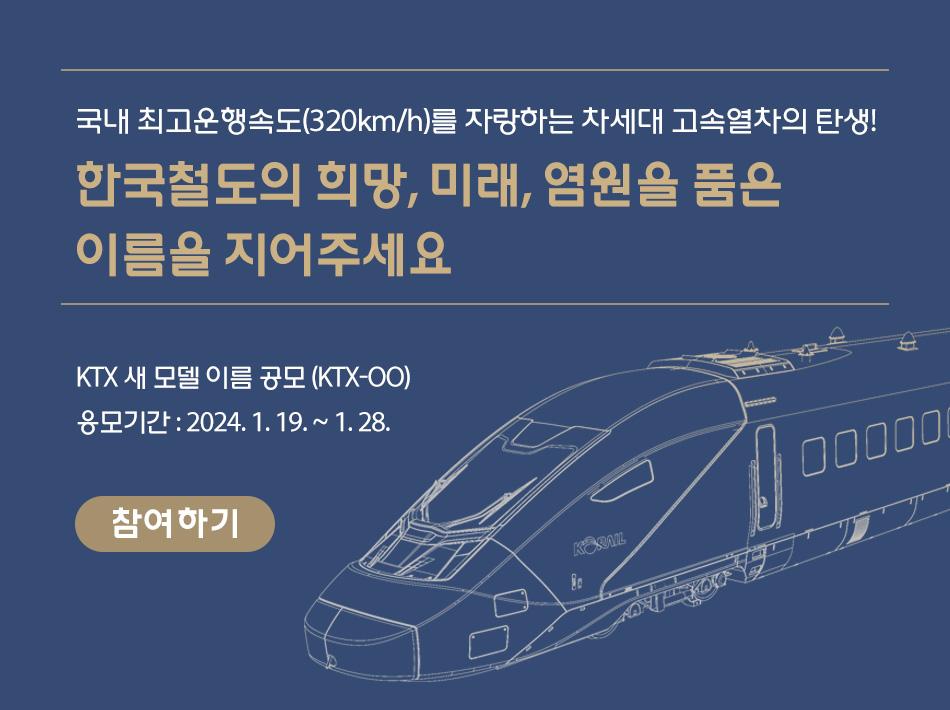 국내 최고운행속도(320km/h)를 자랑하는 차세대 고속열차의 탄생!
한국철도의 희망, 미래, 염원을 품은
이름을 지어주세요
KTX 새 모델 이름 공모 (KTX-OO)
응모기간 : 2024. 1. 19. ~ 1. 28.
참여하기
KORAIL